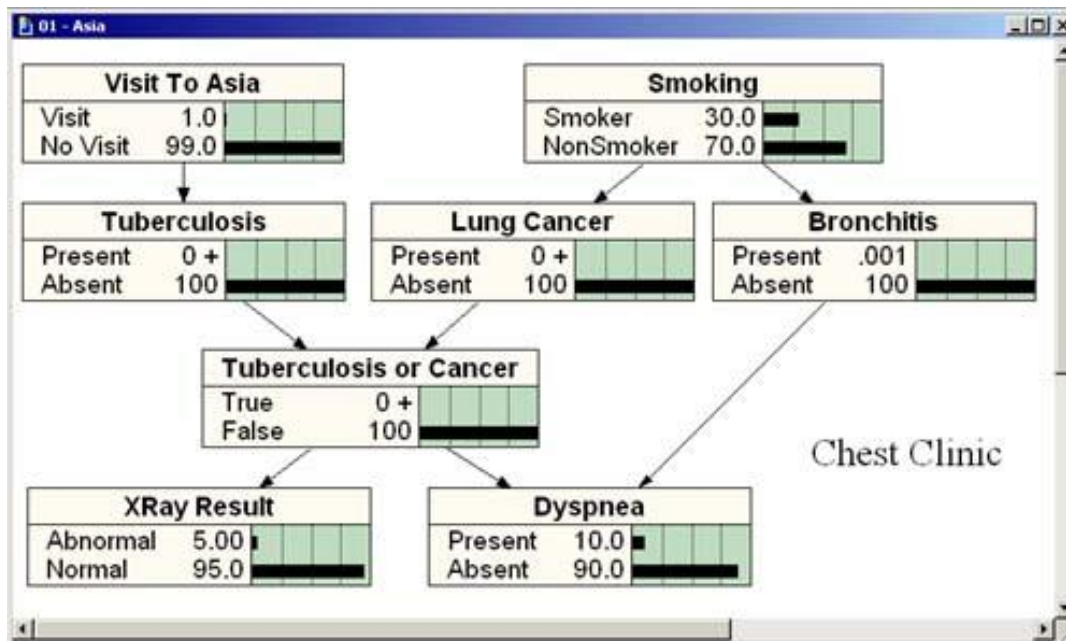 01 - Asia
Visit To Asia
Visit 1.0
No Visit 99.0
Smoking
Smoker 30.0
NonSmoker 70.0
Tuberculosis
Present 0 +
Absent 100
Lung Cancer
Present 0 +
Absent 100
Bronchitis
Present .001
Absent 100
Tuberculosis or Cancer
True 0 +
False 100
Chest Clinic
XRay Result
Abnormal 5.00
Normal 95.0
Dyspnea
Present 10.0
Absent 90.0